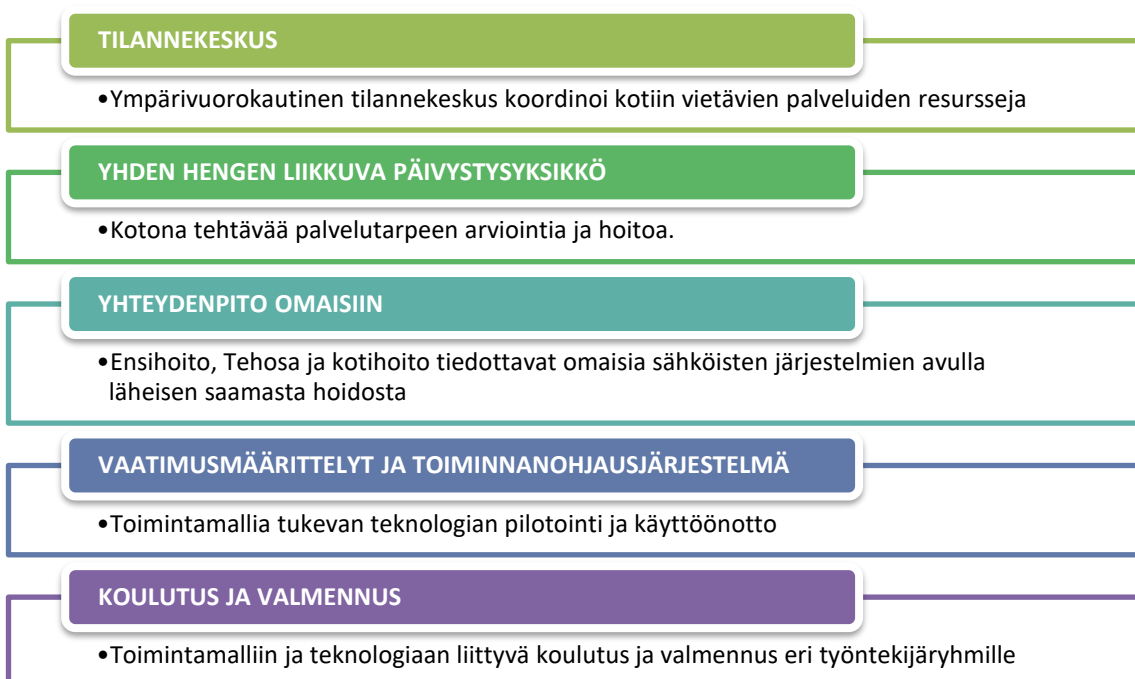 TILANNEKESKUS
•Ympärivuorokautinen tilannekeskus koordinoi kotiin vietävien palveluiden resursseja
YHDEN HENGEN LIIKKUVA PÄIVYSTYSYKSIKKÖ
•Kotona tehtävää palvelutarpeen arviointia ja hoitoa.
YHTEYDENPITO OMAISIIN
•Ensihoito, Tehosa ja kotihoito tiedottavat omaisia sähköisten järjestelmien avulla
läheisen saamasta hoidosta
VAATIMUSMÄÄRITTELYT JA TOIMINNANOHJAUSJÄRJESTELMÄ
•Toimintamallia tukevan teknologian pilotointi ja käyttöönotto
KOULUTUS JA VALMENNUS
•Toimintamalliin ja teknologiaan liittyvä koulutus ja valmennus eri työntekijäryhmille